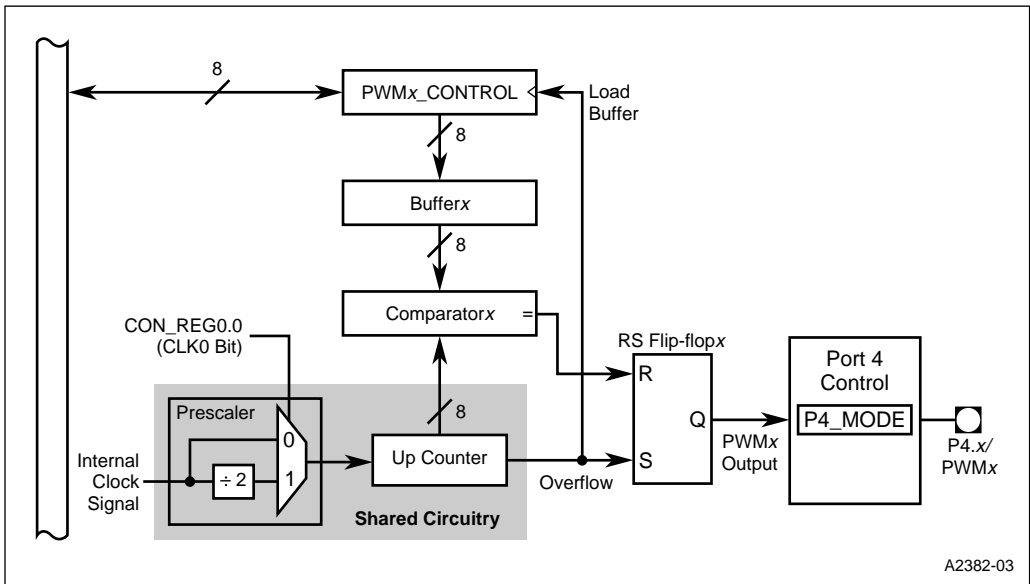 8
PWMx_CONTROL
Load
Buffer
8
Bufferx
8
Comparatorx =
CON_REG0.0
(CLK0 Bit)
RS Flip-flopx
Port 4
Control
R
8
Prescaler
0
Q
P4_MODE
Up Counter
PWMx
Output
P4.x/
PWMx
Internal
Clock
Signal
÷ 2
1
S
Overflow
Shared Circuitry
A2382-03